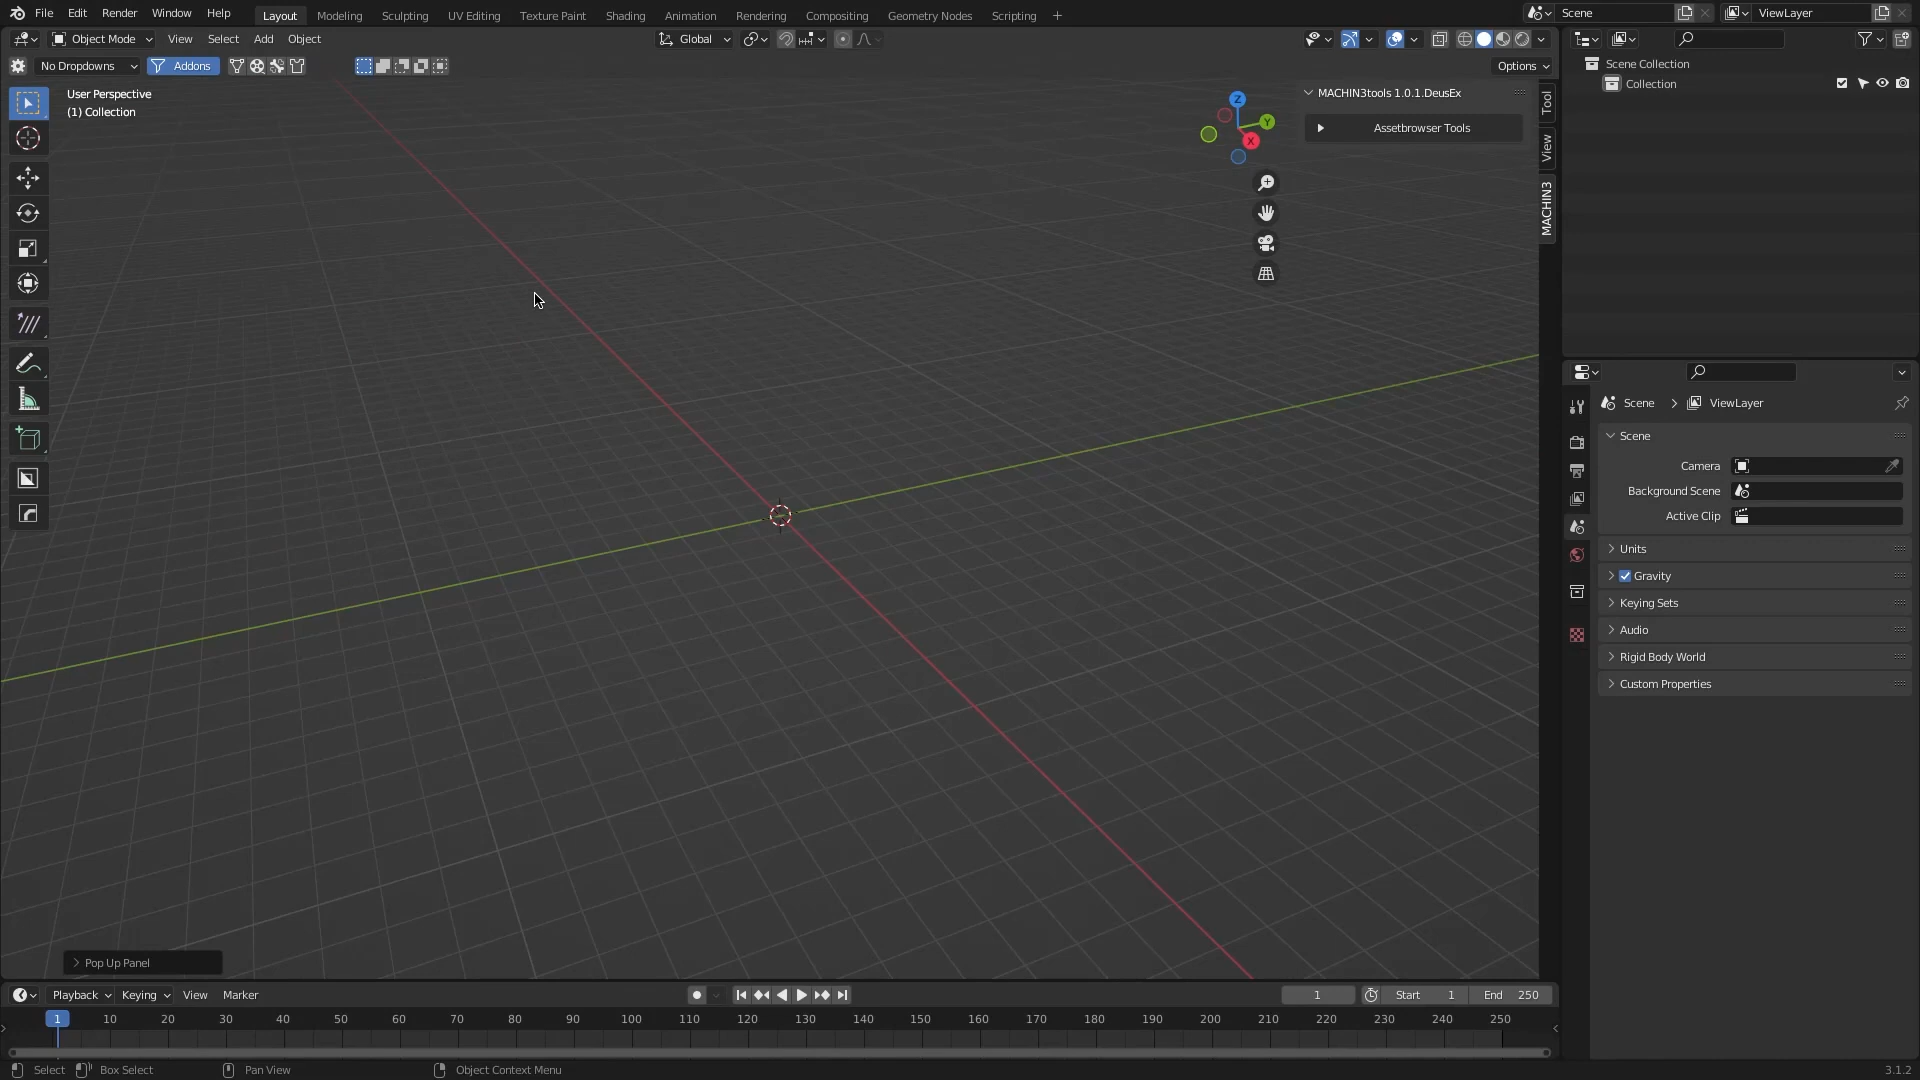 File Edit Render Window Help Layout Modeling Sculpting UV Editing Texture Paint Shading Animation Rendering Compositing Geometry Nodes Scripting + Scene ViewLayer
Object Mode View Select Add Object Global
No Dropdowns Addons Options
User Perspective
(1) Collection
Z
Y
X
MACHIN3tools 1.0.1.DeusEx
Assetbrowser Tools
Tool
View
MACHIN3
Scene Collection
Collection
Scene > ViewLayer
Scene
Camera
Background Scene
Active Clip
Units
Gravity
Keying Sets
Audio
Rigid Body World
Custom Properties
Pop Up Panel
Playback Keying View Marker 1 Start 1 End 250
1 10 20 30 40 50 60 70 80 90 100 110 120 130 140 150 160 170 180 190 200 210 220 230 240 250
Select Box Select Pan View Object Context Menu 3.1.2